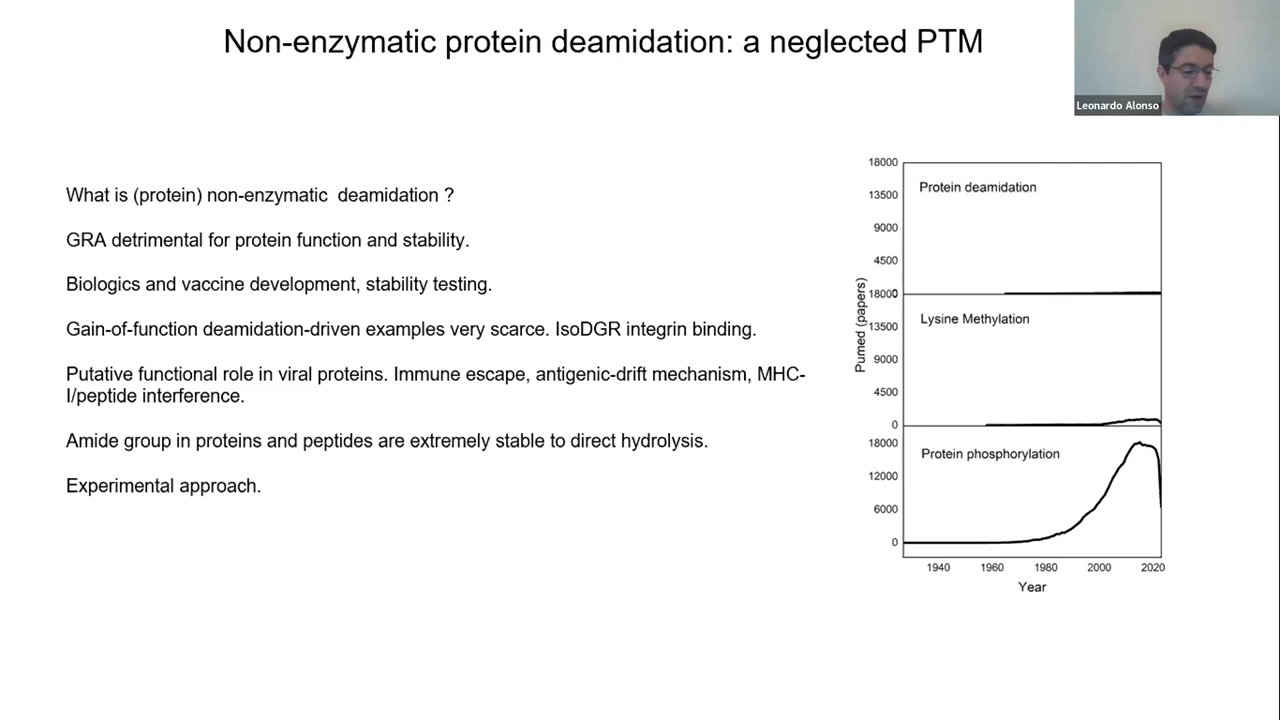 Non-enzymatic protein deamidation: a neglected PTM
Leonardo Alonso
What is (protein) non-enzymatic deamidation ?
GRA detrimental for protein function and stability.
Biologics and vaccine development, stability testing.
Gain-of-function deamidation-driven examples very scarce. IsoDGR integrin binding.
Putative functional role in viral proteins. Immune escape, antigenic-drift mechanism, MHC-
I/peptide interference.
Amide group in proteins and peptides are extremely stable to direct hydrolysis.
Experimental approach.
Pumed (papers)
18000
Protein deamidation
13500
9000
4500
0
18000
Lysine Methylation
13500
9000
4500
0
18000
Protein phosphorylation
12000
6000
0
1940 1960 1980 2000 2020
Year